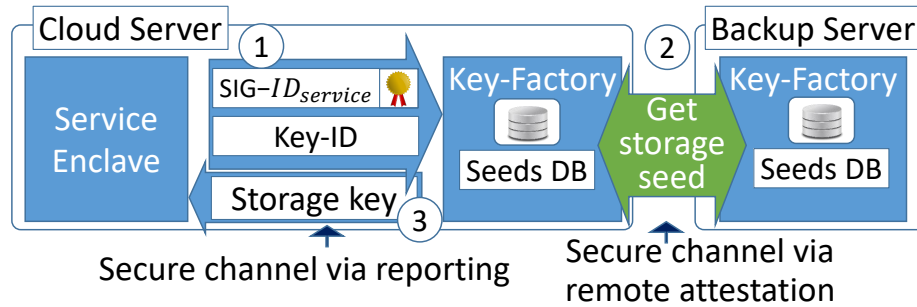 Cloud Server
1
2
Backup Server
SIG–ID_service
Key-ID
Service
Enclave
Storage key
3
Key-Factory
Seeds DB
Get
storage
seed
Key-Factory
Seeds DB
Secure channel via reporting
Secure channel via
remote attestation